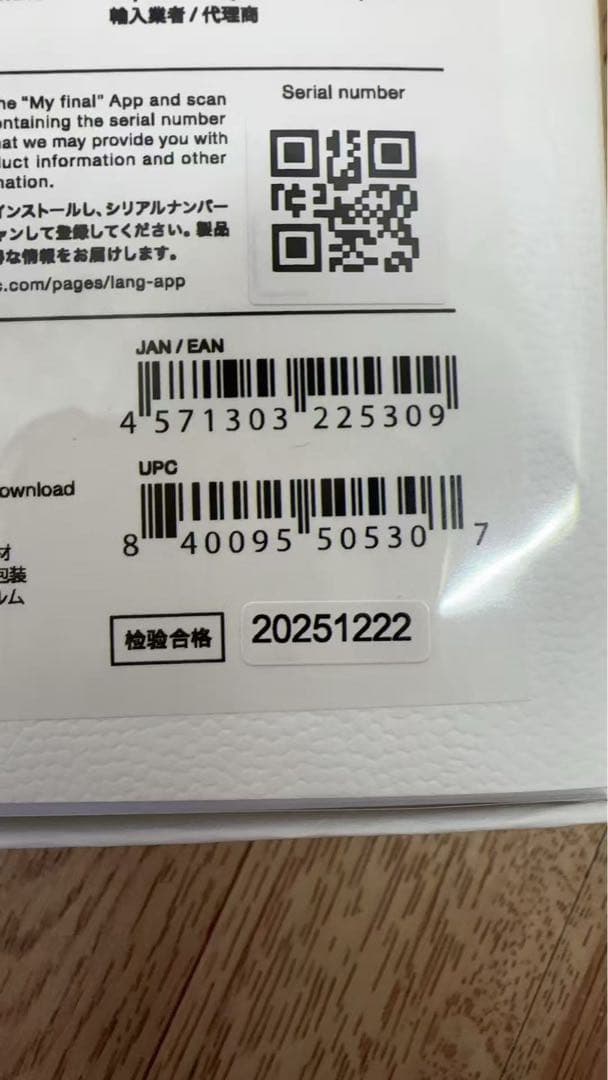 輸入業者 / 代理商
he "My final" App and scan
ontaining the serial number
hat we may provide you with
duct information and other
mation.
インストールし、シリアルナンバー
ャンして登録してください。製品
得な情報をお届けします。
s.com/pages/lang-app
Serial number
JAN / EAN
4 571303 225309
ownload
UPC
8 40095 50530 7
材
包装
ルム
检验合格
20251222